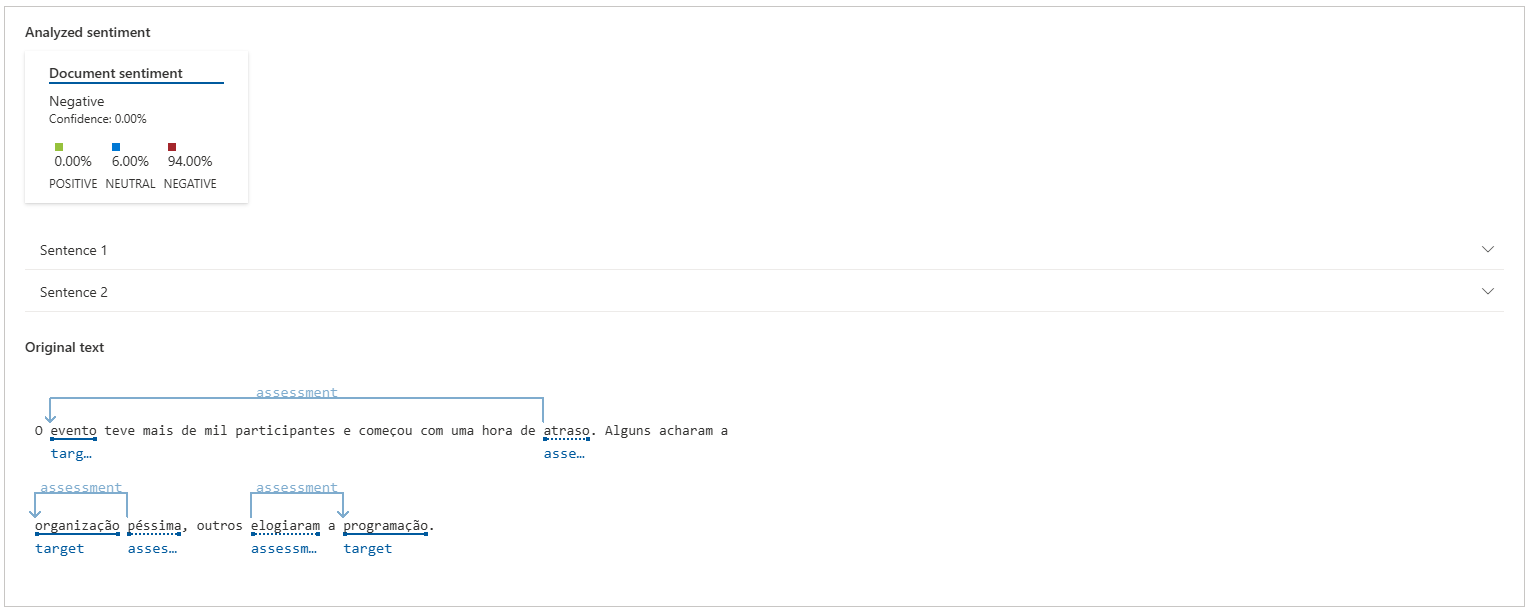 Analyzed sentiment
Document sentiment
Negative
Confidence: 0.00%
0.00% 6.00% 94.00%
POSITIVE NEUTRAL NEGATIVE
Sentence 1
Sentence 2
Original text
assessment
O evento teve mais de mil participantes e começou com uma hora de atraso. Alguns acharam a
targ… asse…
assessment assessment
organização péssima, outros elogiaram a programação.
target asses… assessm… target